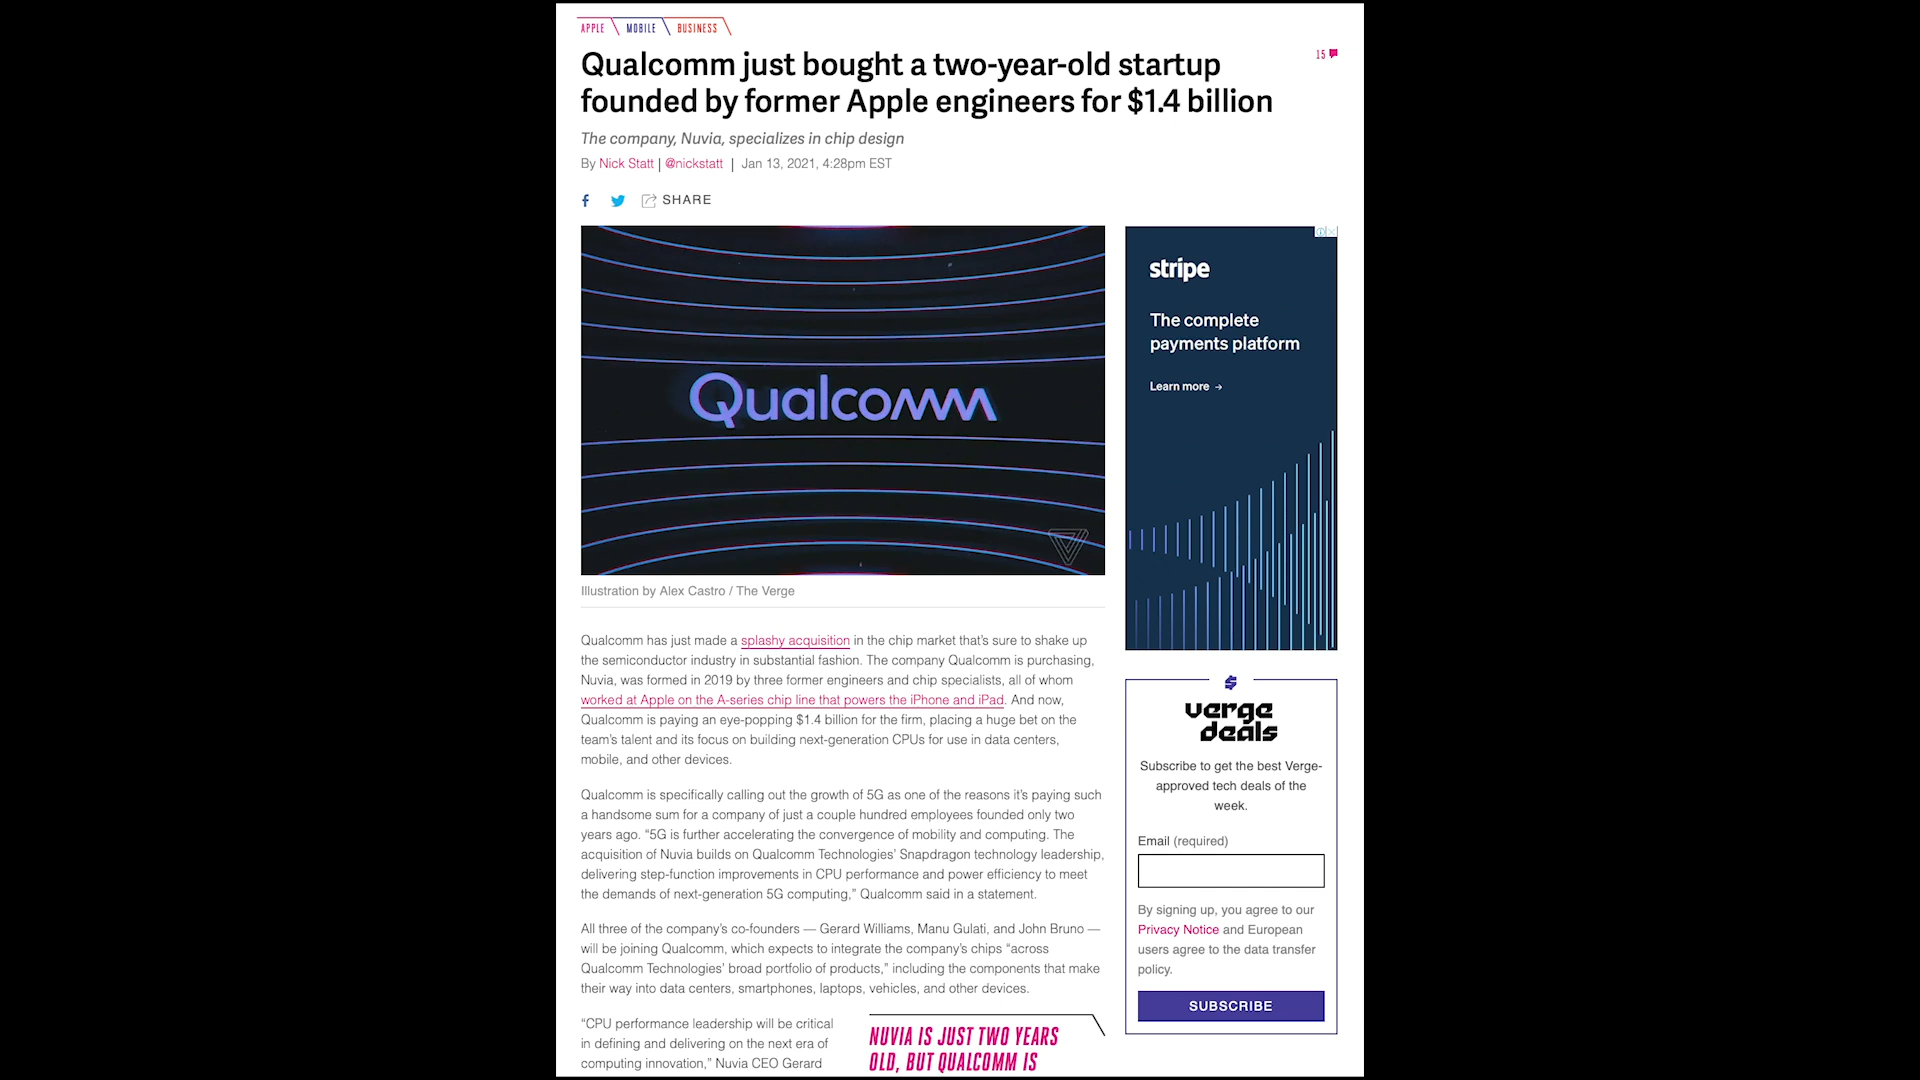 APPLE MOBILE BUSINESS
Qualcomm just bought a two-year-old startup
founded by former Apple engineers for $1.4 billion
15
The company, Nuvia, specializes in chip design
By Nick Statt | @nickstatt | Jan 13, 2021, 4:28pm EST
SHARE
Qualcomm
Illustration by Alex Castro / The Verge
Qualcomm has just made a splashy acquisition in the chip market that's sure to shake up
the semiconductor industry in substantial fashion. The company Qualcomm is purchasing,
Nuvia, was formed in 2019 by three former engineers and chip specialists, all of whom
worked at Apple on the A-series chip line that powers the iPhone and iPad. And now,
Qualcomm is paying an eye-popping $1.4 billion for the firm, placing a huge bet on the
team's talent and its focus on building next-generation CPUs for use in data centers,
mobile, and other devices.
Qualcomm is specifically calling out the growth of 5G as one of the reasons it's paying such
a handsome sum for a company of just a couple hundred employees founded only two
years ago. “5G is further accelerating the convergence of mobility and computing. The
acquisition of Nuvia builds on Qualcomm Technologies’ Snapdragon technology leadership,
delivering step-function improvements in CPU performance and power efficiency to meet
the demands of next-generation 5G computing,” Qualcomm said in a statement.
All three of the company's co-founders — Gerard Williams, Manu Gulati, and John Bruno —
will be joining Qualcomm, which expects to integrate the company's chips “across
Qualcomm Technologies’ broad portfolio of products,” including the components that make
their way into data centers, smartphones, laptops, vehicles, and other devices.
“CPU performance leadership will be critical
in defining and delivering on the next era of
computing innovation,” Nuvia CEO Gerard
NUVIA IS JUST TWO YEARS
OLD, BUT QUALCOMM IS
stripe
The complete
payments platform
Learn more →
verge
deals
Subscribe to get the best Verge-
approved tech deals of the
week.
Email (required)
By signing up, you agree to our
Privacy Notice and European
users agree to the data transfer
policy.
SUBSCRIBE